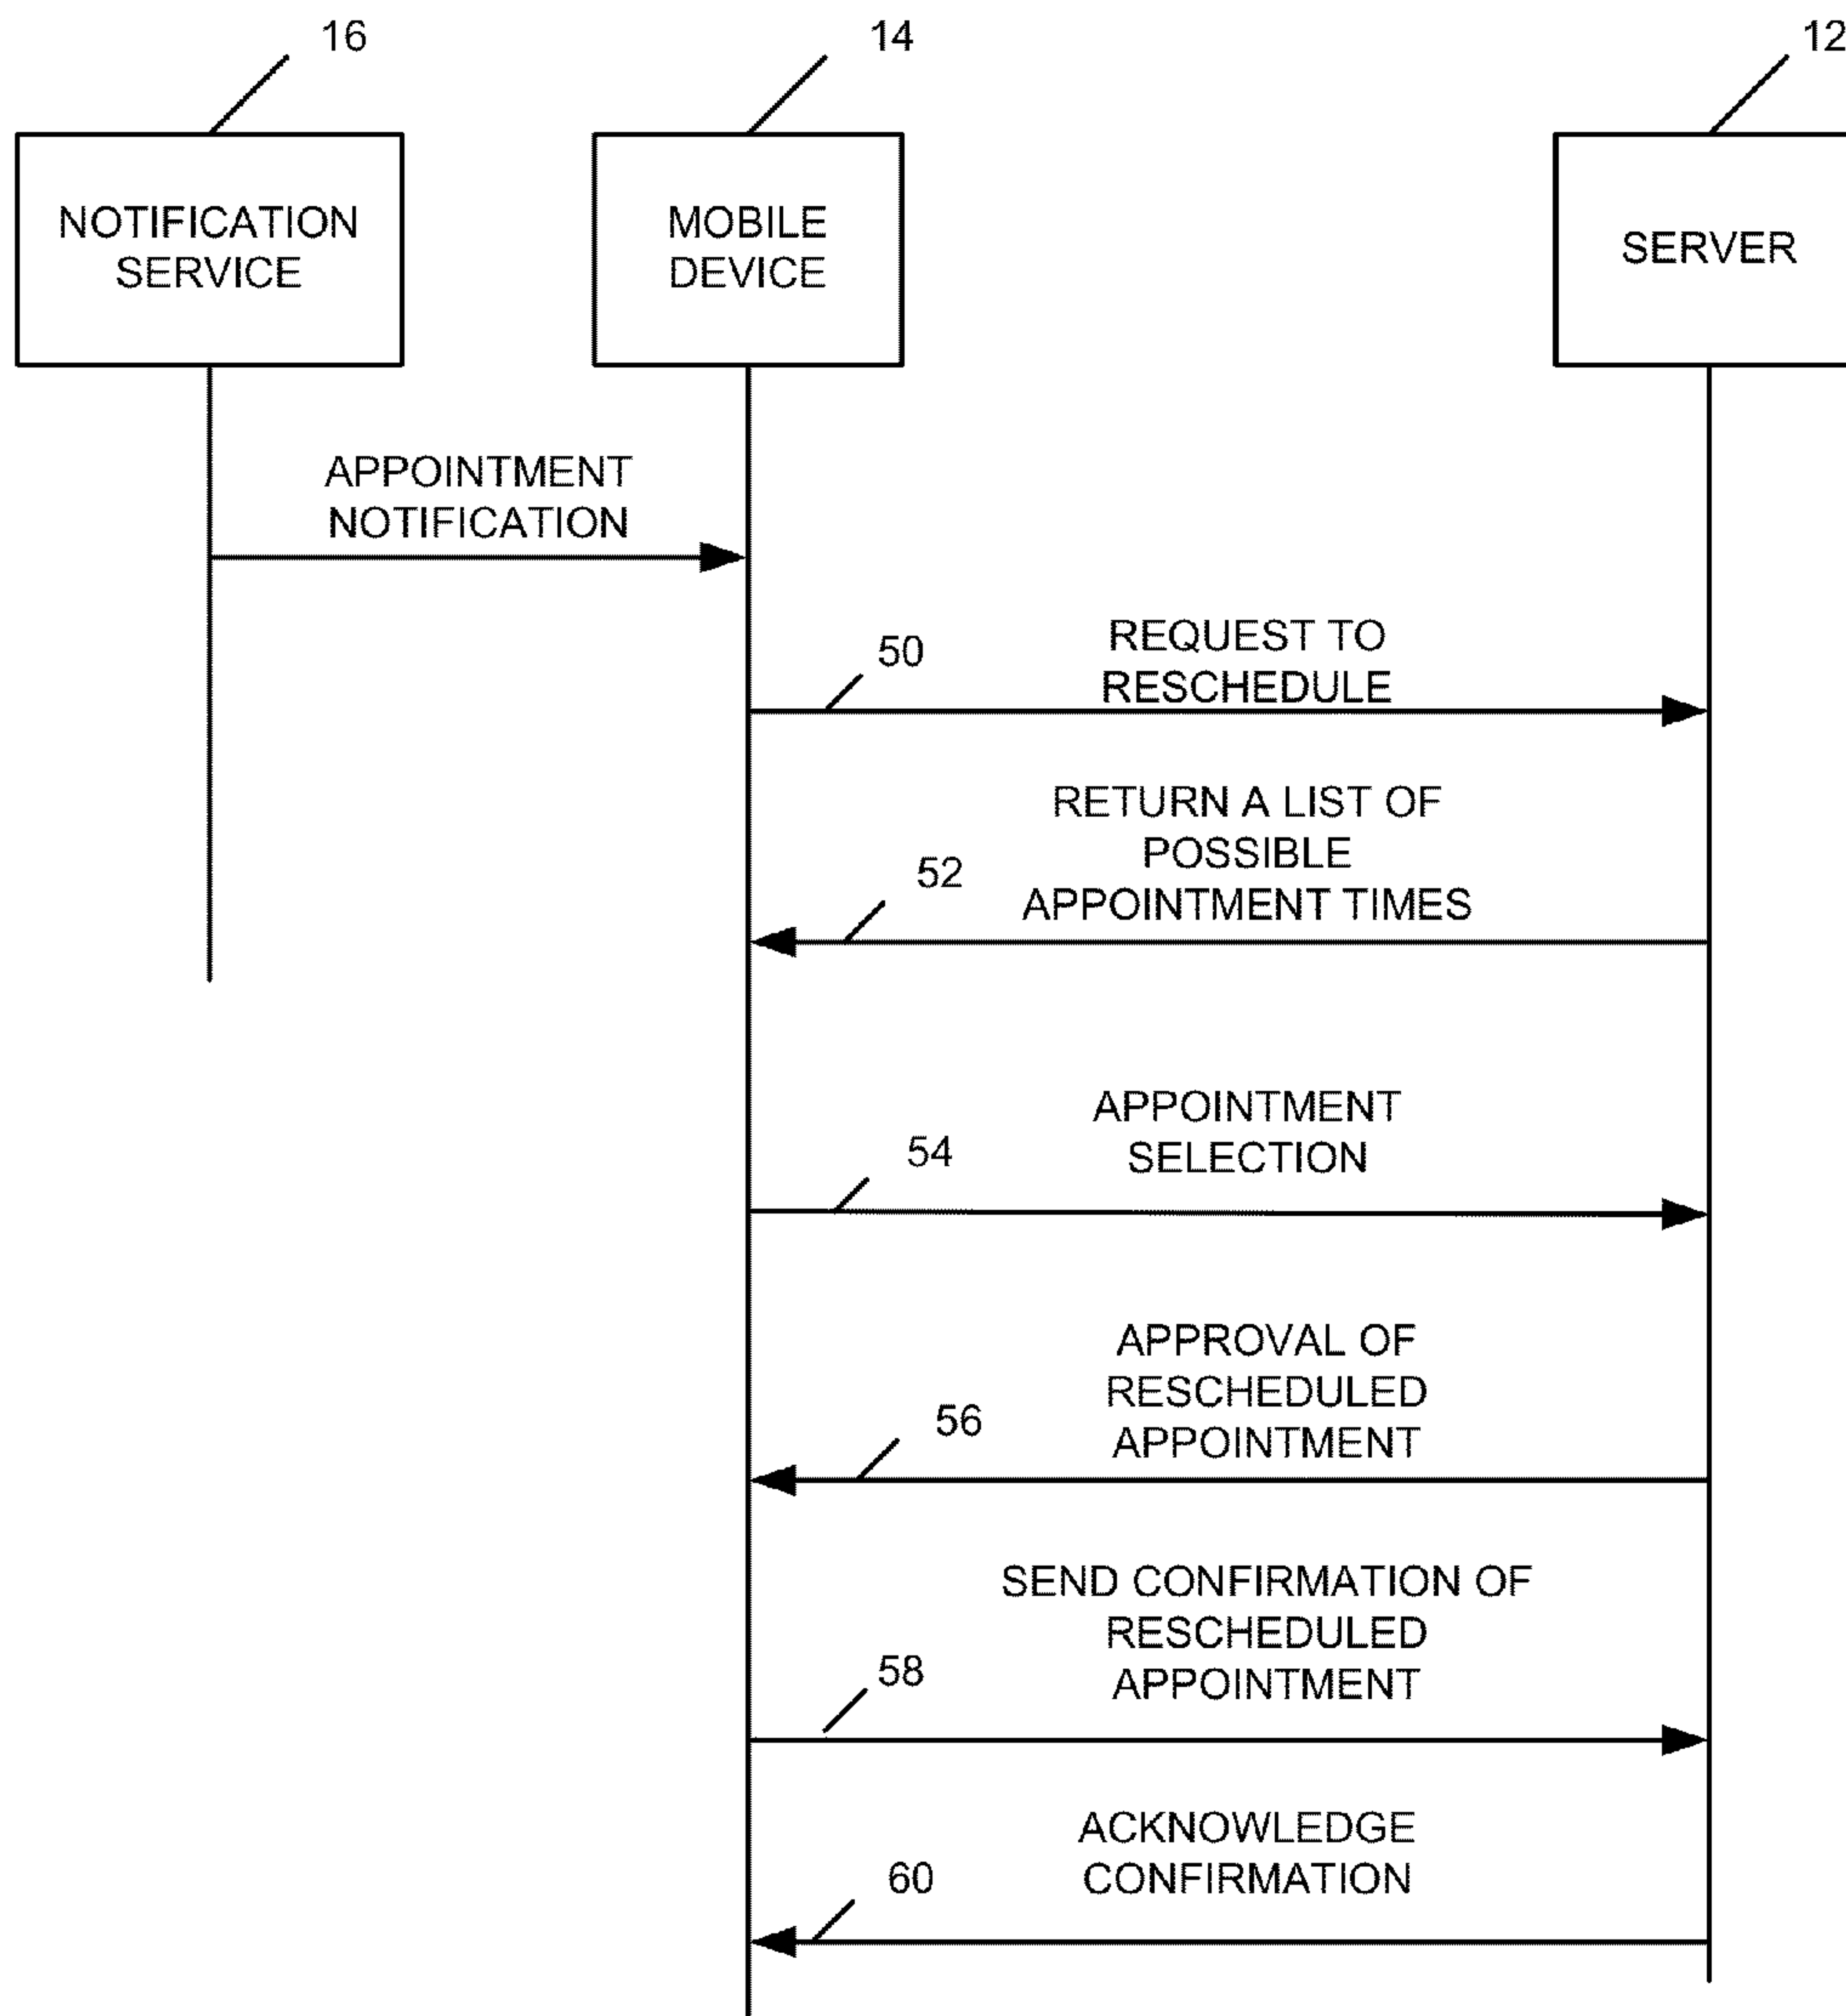 16
14
12
NOTIFICATION
SERVICE
MOBILE
DEVICE
SERVER
APPOINTMENT
NOTIFICATION
50
REQUEST TO
RESCHEDULE
RETURN A LIST OF
POSSIBLE
APPOINTMENT TIMES
52
APPOINTMENT
SELECTION
54
APPROVAL OF
RESCHEDULED
APPOINTMENT
56
SEND CONFIRMATION OF
RESCHEDULED
APPOINTMENT
58
ACKNOWLEDGE
CONFIRMATION
60